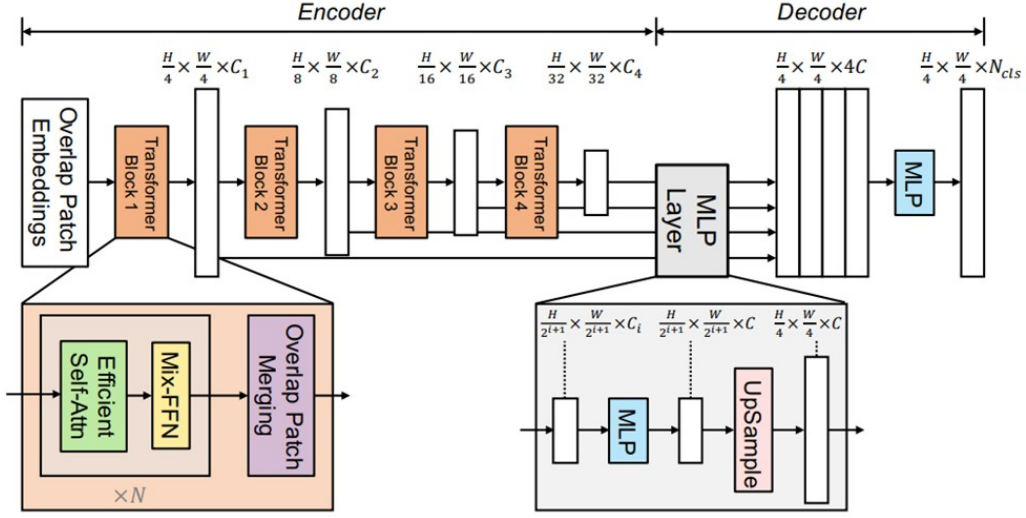 Encoder
Decoder
H/4 × W/4 × C₁
H/8 × W/8 × C₂
H/16 × W/16 × C₃
H/32 × W/32 × C₄
H/4 × W/4 × 4C
H/4 × W/4 × N_cls
Overlap Patch
Embeddings
Transformer
Block 1
Transformer
Block 2
Transformer
Block 3
Transformer
Block 4
MLP
Layer
MLP
Efficient
Self-Attn
Mix-FFN
×N
Overlap Patch
Merging
H/2^{i+1} × W/2^{i+1} × C_i
H/2^{i+1} × W/2^{i+1} × C
H/4 × W/4 × C
MLP
UpSample